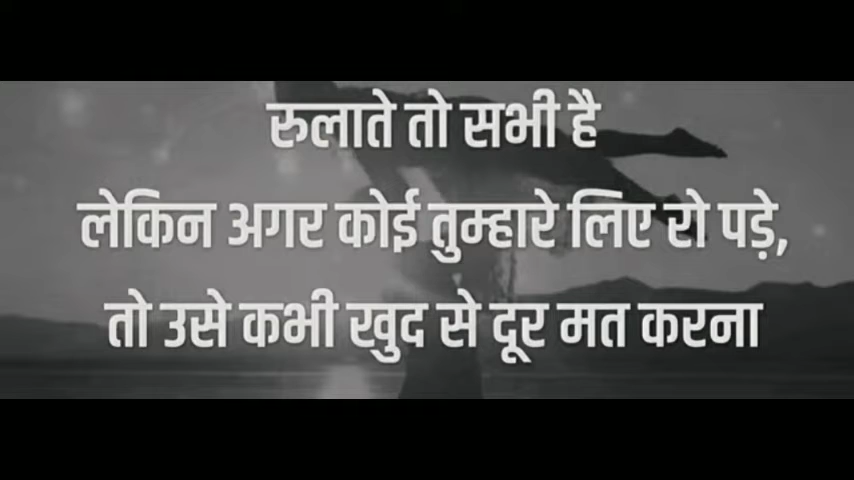 रुलाते तो सभी है
लेकिन अगर कोई तुम्हारे लिए रो पड़े,
तो उसे कभी खुद से दूर मत करना